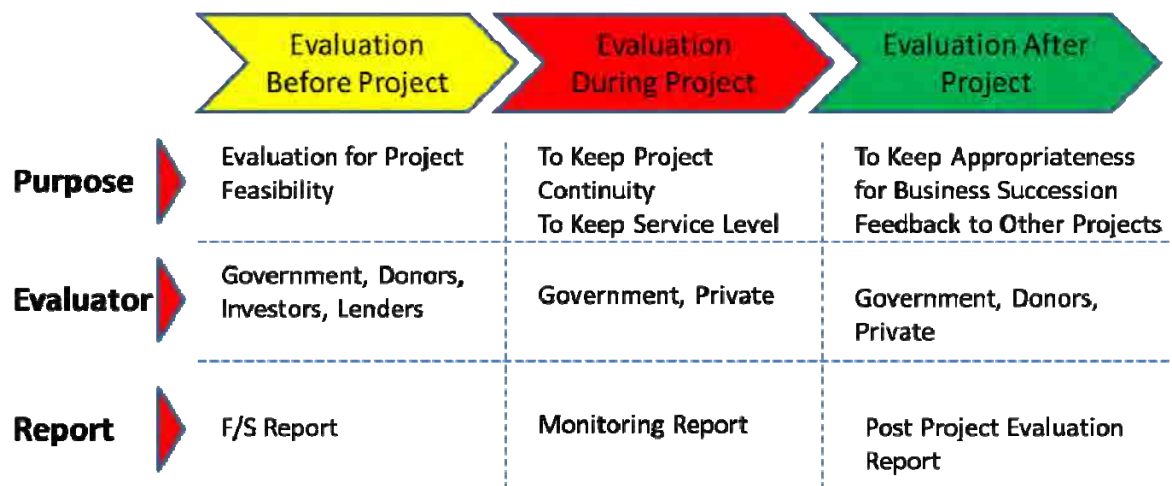 Evaluation
Before Project
Evaluation
During Project
Evaluation After
Project
Purpose
Evaluation for Project
Feasibility
To Keep Project
Continuity
To Keep Service Level
To Keep Appropriateness
for Business Succession
Feedback to Other Projects
Evaluator
Government, Donors,
Investors, Lenders
Government, Private
Government, Donors,
Private
Report
F/S Report
Monitoring Report
Post Project Evaluation
Report